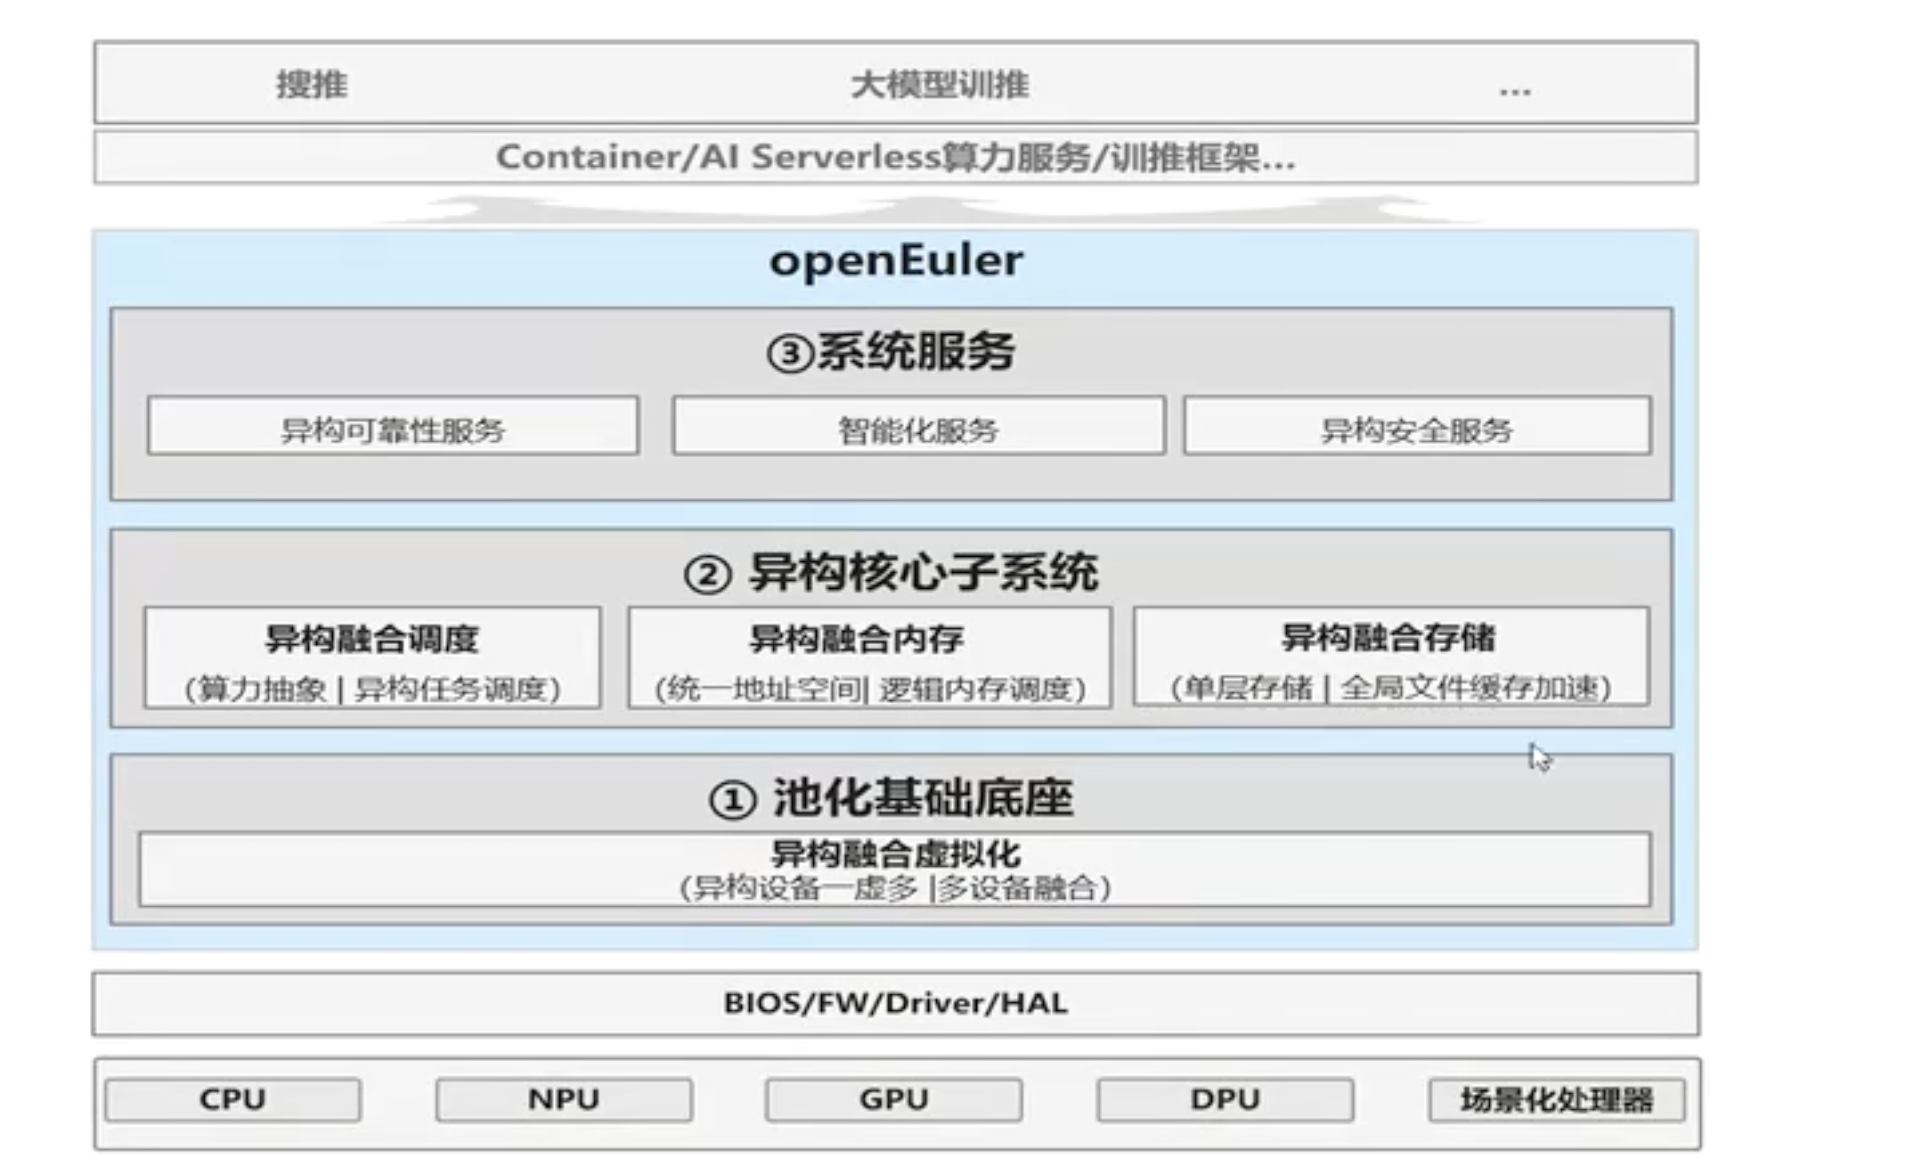 搜推 大模型训推 ...
Container/AI Serverless算力服务/训推框架...
openEuler
③系统服务
异构可靠性服务 智能化服务 异构安全服务
② 异构核心子系统
异构融合调度 异构融合内存 异构融合存储
(算力抽象 | 异构任务调度) (统一地址空间| 逻辑内存调度) (单层存储 | 全局文件缓存加速)
① 池化基础底座
异构融合虚拟化
(异构设备一虚多 |多设备融合)
BIOS/FW/Driver/HAL
CPU NPU GPU DPU 场景化处理器